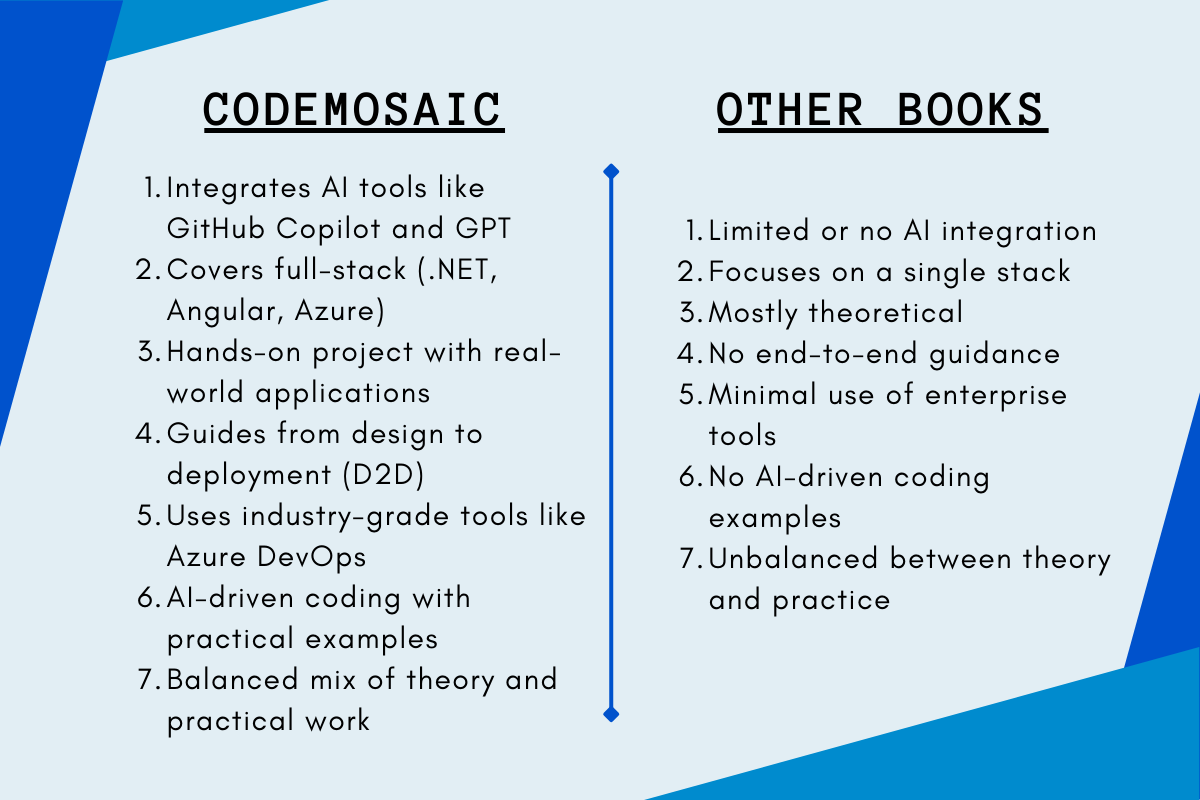 CODEMOSAIC
1. Integrates AI tools like
GitHub Copilot and GPT
2. Covers full-stack (.NET,
Angular, Azure)
3. Hands-on project with real-
world applications
4. Guides from design to
deployment (D2D)
5. Uses industry-grade tools like
Azure DevOps
6. AI-driven coding with
practical examples
7. Balanced mix of theory and
practical work
OTHER BOOKS
1. Limited or no AI integration
2. Focuses on a single stack
3. Mostly theoretical
4. No end-to-end guidance
5. Minimal use of enterprise
tools
6. No AI-driven coding
examples
7. Unbalanced between theory
and practice